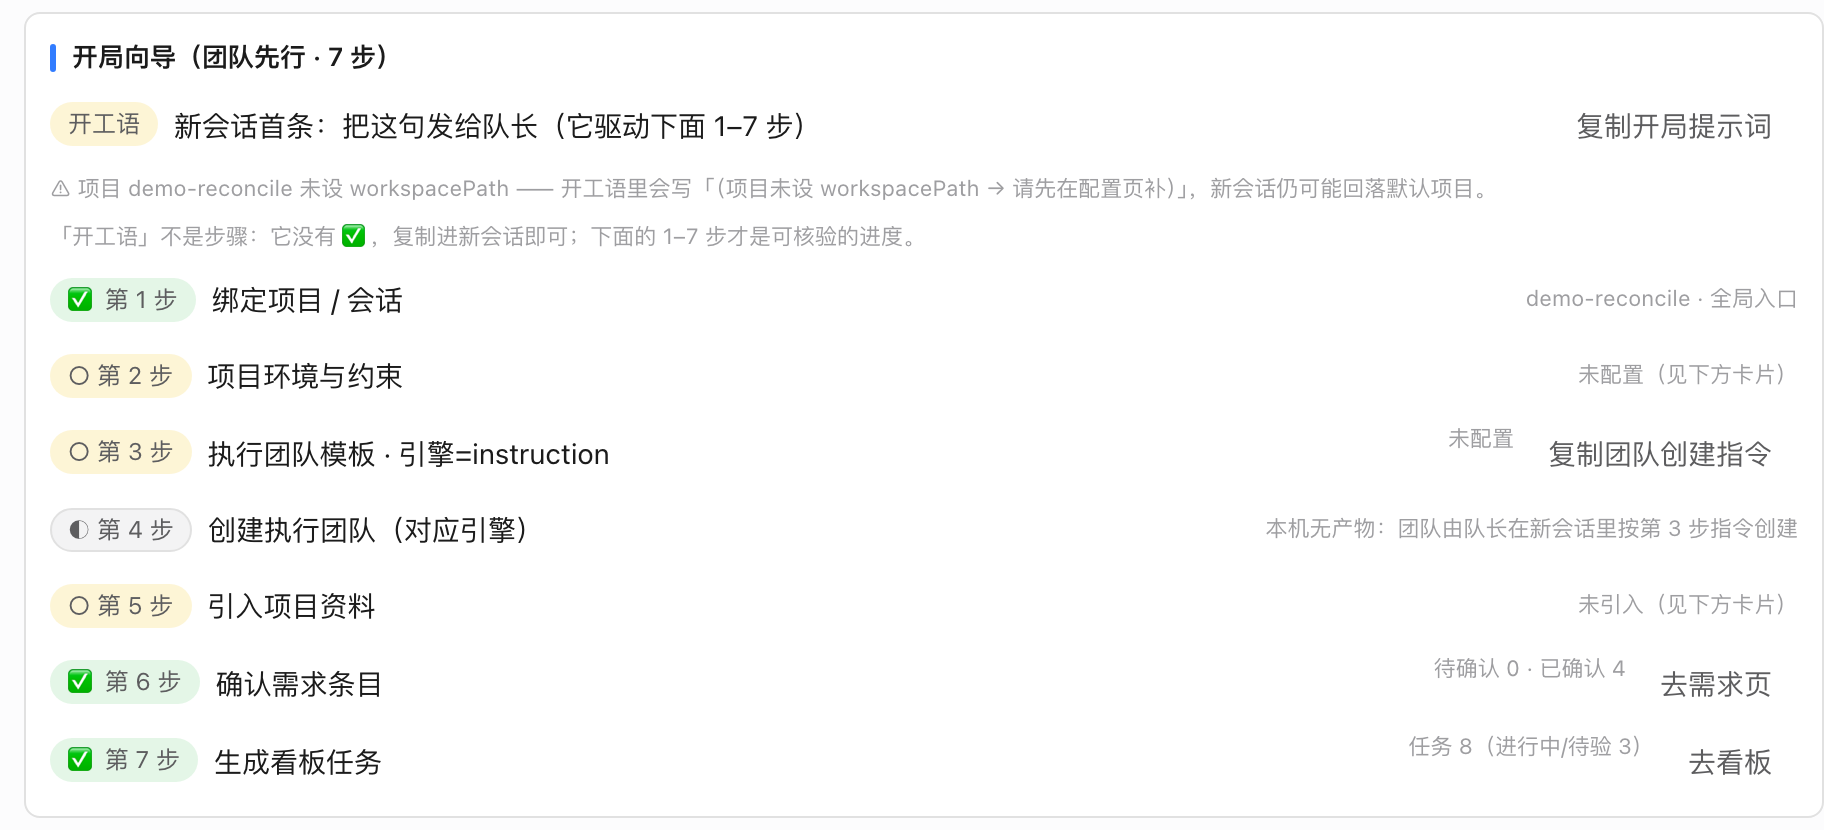 开局向导（团队先行 · 7 步）
开工语 新会话首条：把这句发给队长（它驱动下面 1–7 步） 复制开局提示词
⚠ 项目 demo-reconcile 未设 workspacePath —— 开工语里会写「（项目未设 workspacePath → 请先在配置页补）」，新会话仍可能回落默认项目。
「开工语」不是步骤：它没有 ✅，复制进新会话即可；下面的 1–7 步才是可核验的进度。
✅ 第 1 步 绑定项目 / 会话 demo-reconcile · 全局入口
○ 第 2 步 项目环境与约束 未配置（见下方卡片）
○ 第 3 步 执行团队模板 · 引擎=instruction 未配置 复制团队创建指令
◐ 第 4 步 创建执行团队（对应引擎） 本机无产物：团队由队长在新会话里按第 3 步指令创建
○ 第 5 步 引入项目资料 未引入（见下方卡片）
✅ 第 6 步 确认需求条目 待确认 0 · 已确认 4 去需求页
✅ 第 7 步 生成看板任务 任务 8（进行中/待验 3） 去看板